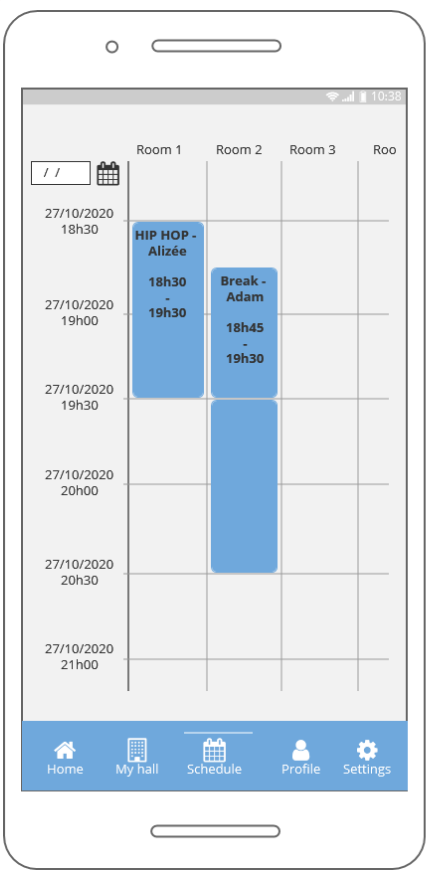 10:38
Room 1 Room 2 Room 3 Roo
/ /
27/10/2020
18h30
HIP HOP -
Alizée
18h30
-
19h30
Break -
Adam
18h45
-
19h30
27/10/2020
19h00
27/10/2020
19h30
27/10/2020
20h00
27/10/2020
20h30
27/10/2020
21h00
Home My hall Schedule Profile Settings